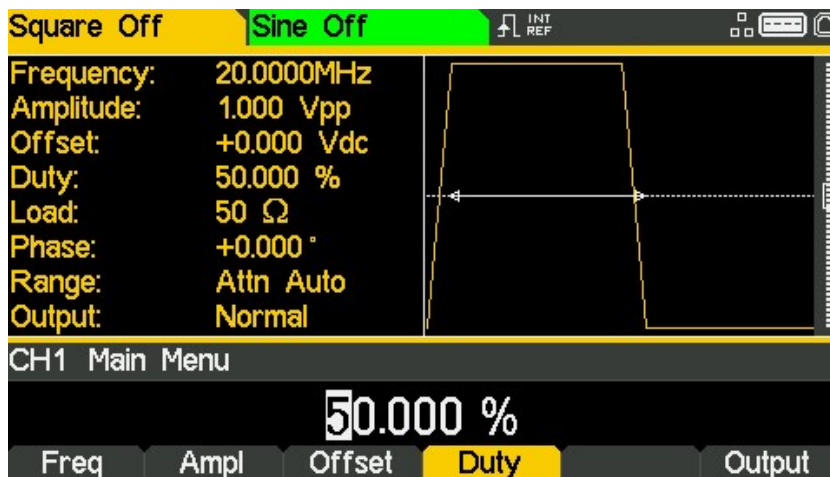 Square Off Sine Off INT REF
Frequency: 20.0000MHz
Amplitude: 1.000 Vpp
Offset: +0.000 Vdc
Duty: 50.000 %
Load: 50 Ω
Phase: +0.000 °
Range: Attn Auto
Output: Normal
CH1 Main Menu
50.000 %
Freq Ampl Offset Duty Output